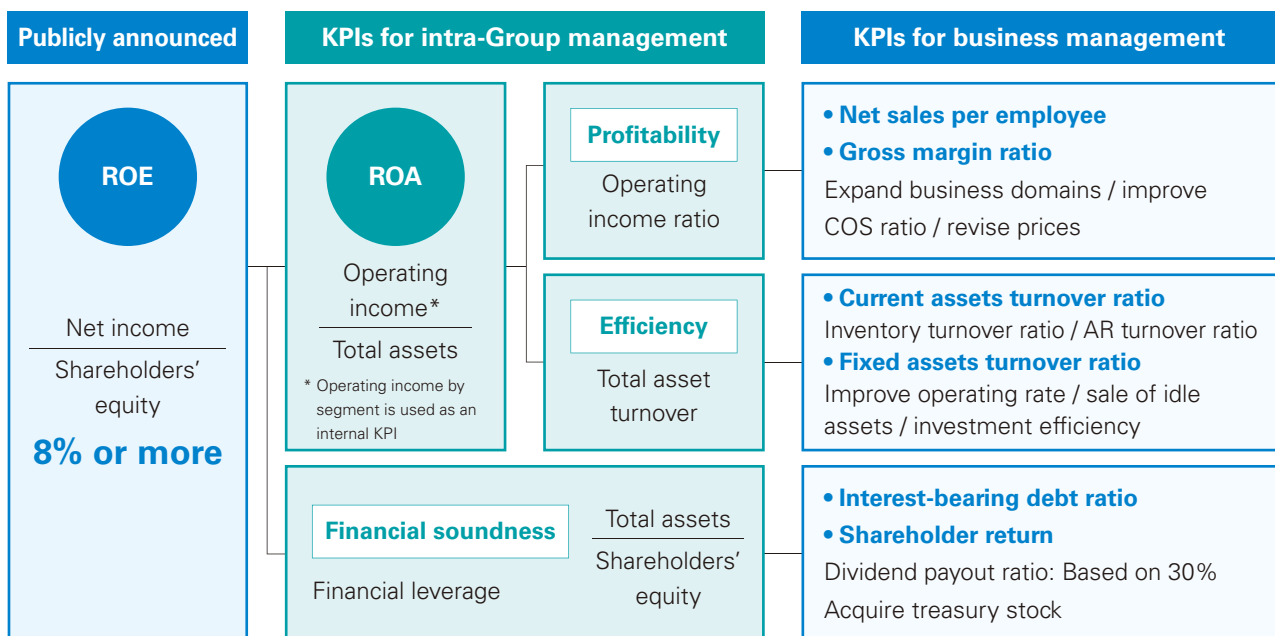 Publicly announced
KPIs for intra-Group management
KPIs for business management
ROE
Net income
Shareholders'
equity
8% or more
ROA
Operating
income*
Total assets
* Operating income by
segment is used as an
internal KPI
Profitability
Operating
income ratio
Efficiency
Total asset
turnover
Financial soundness
Financial leverage
Total assets
Shareholders'
equity
• Net sales per employee
• Gross margin ratio
Expand business domains / improve
COS ratio / revise prices
• Current assets turnover ratio
Inventory turnover ratio / AR turnover ratio
• Fixed assets turnover ratio
Improve operating rate / sale of idle
assets / investment efficiency
• Interest-bearing debt ratio
• Shareholder return
Dividend payout ratio: Based on 30%
Acquire treasury stock